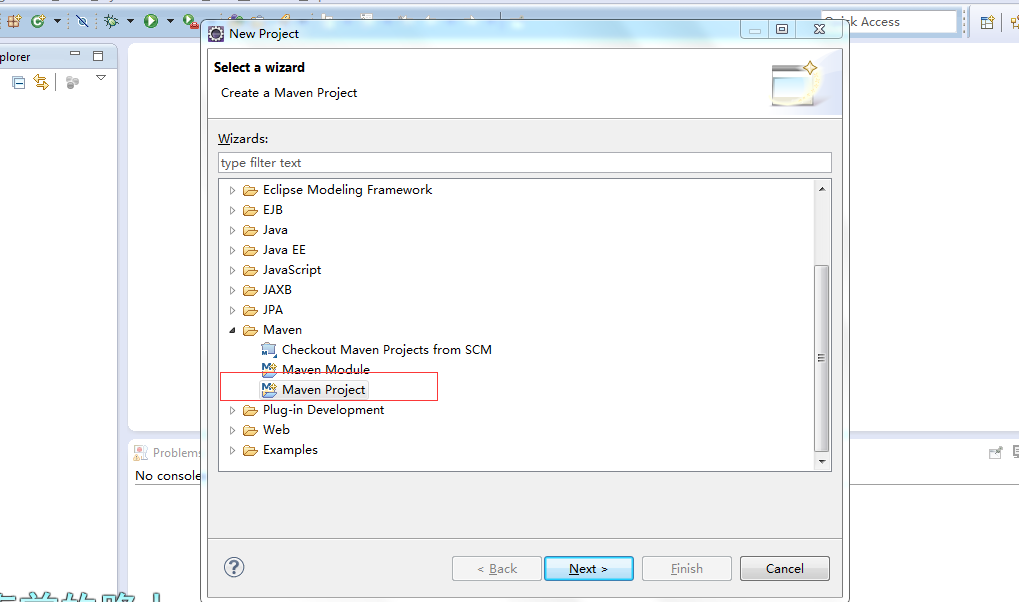 New Project
Quick Access
plorer
Select a wizard
Create a Maven Project
Wizards:
type filter text
Eclipse Modeling Framework
EJB
Java
Java EE
JavaScript
JAXB
JPA
Maven
Checkout Maven Projects from SCM
Maven Module
Maven Project
Plug-in Development
Web
Examples
Problems
No console
< Back
Next >
Finish
Cancel